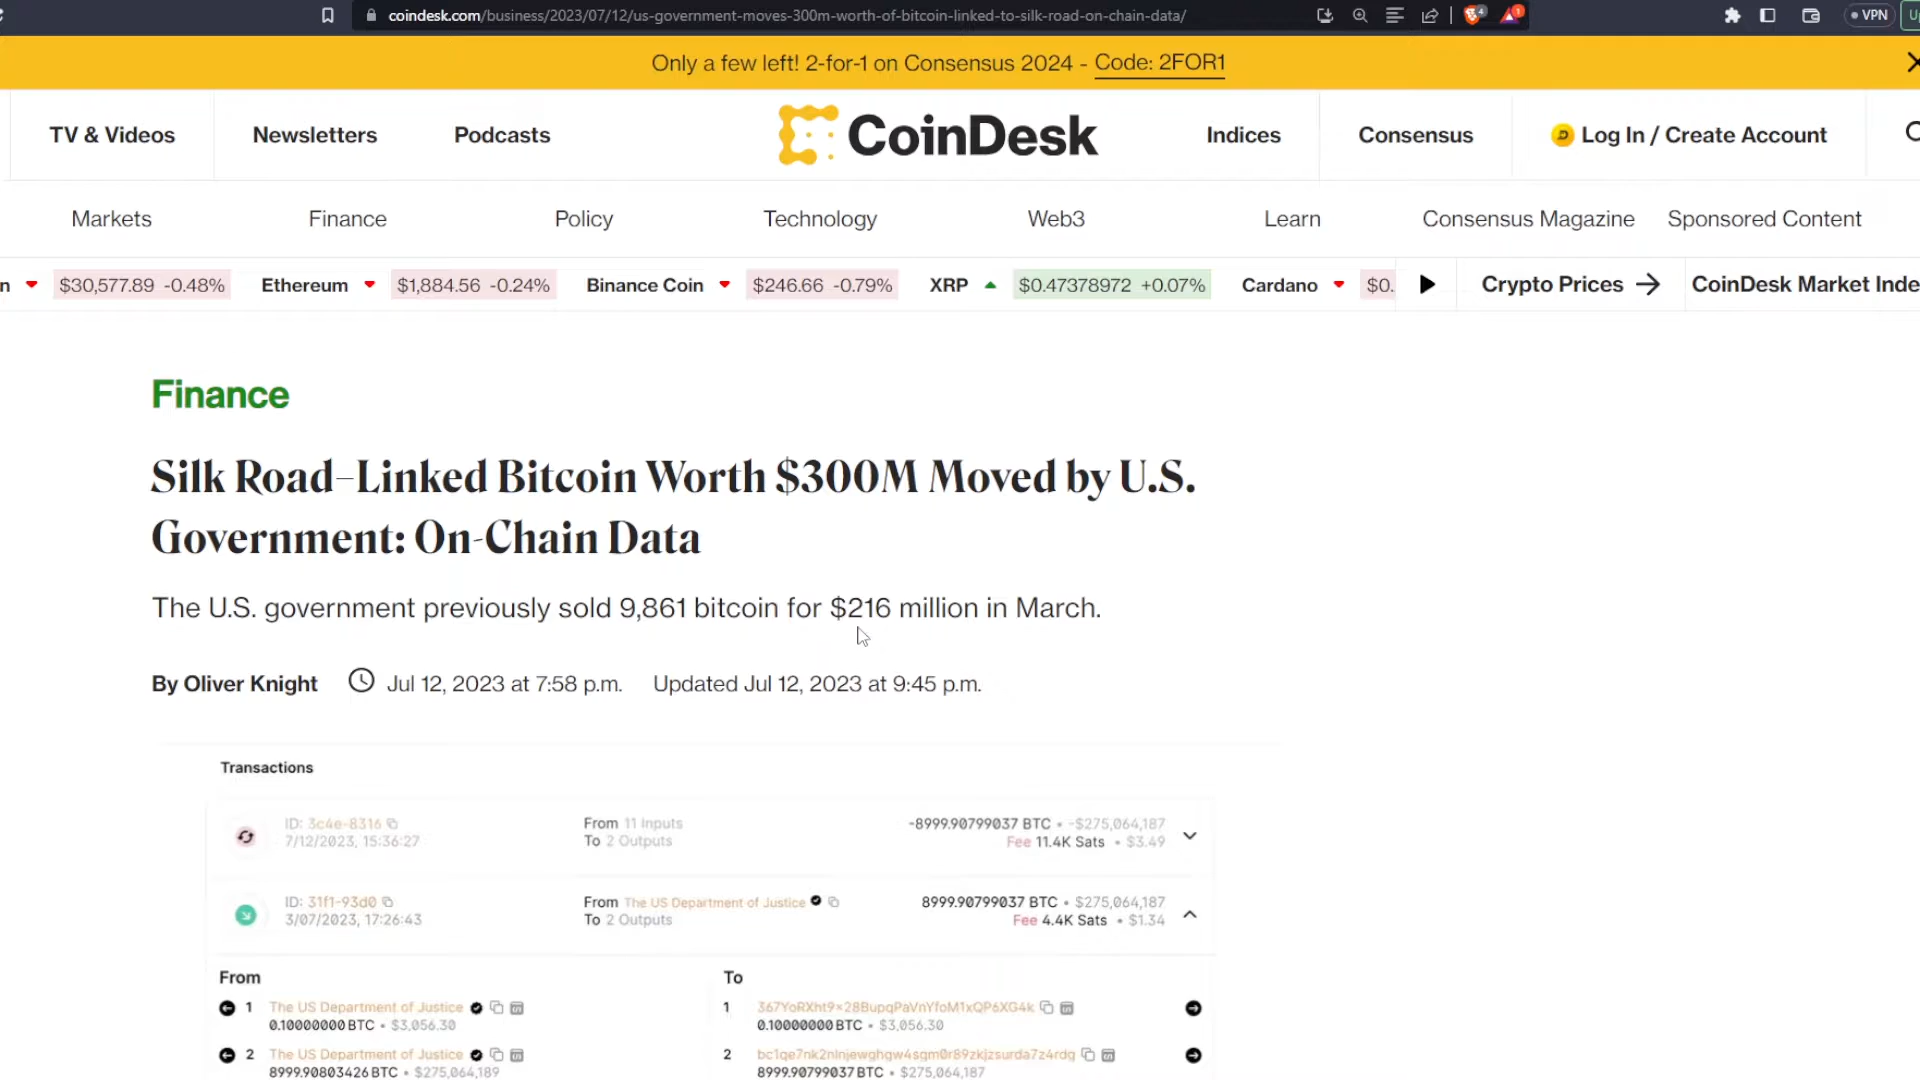 coindesk.com/business/2023/07/12/us-government-moves-300m-worth-of-bitcoin-linked-to-silk-road-on-chain-data/
4
1
VPN
Only a few left! 2-for-1 on Consensus 2024 - Code: 2FOR1
TV & Videos
Newsletters
Podcasts
CoinDesk
Indices
Consensus
Log In / Create Account
Markets
Finance
Policy
Technology
Web3
Learn
Consensus Magazine
Sponsored Content
n $30,577.89 -0.48% Ethereum $1,884.56 -0.24% Binance Coin $246.66 -0.79% XRP $0.47378972 +0.07% Cardano $0.
Crypto Prices
CoinDesk Market Inde
Finance
Silk Road–Linked Bitcoin Worth $300M Moved by U.S.
Government: On-Chain Data
The U.S. government previously sold 9,861 bitcoin for $216 million in March.
By Oliver Knight Jul 12, 2023 at 7:58 p.m. Updated Jul 12, 2023 at 9:45 p.m.
Transactions
ID: 3c4e-8316 From 11 Inputs -8999.90799037 BTC • -$275,064,187
7/12/2023, 15:36:27 To 2 Outputs Fee 11.4K Sats • $3.49
ID: 31f1-93d0 From The US Department of Justice 8999.90799037 BTC • $275,064,187
3/07/2023, 17:26:43 To 2 Outputs Fee 4.4K Sats • $1.34
From To
1 The US Department of Justice 1 367YoRXht9x28BupqPaVnYfoM1xQP6XG4k
0.10000000 BTC • $3,056.30 0.10000000 BTC • $3,056.30
2 The US Department of Justice 2
8999.90803426 BTC • $275,064,189 8999.90799037 BTC • $275,064,187